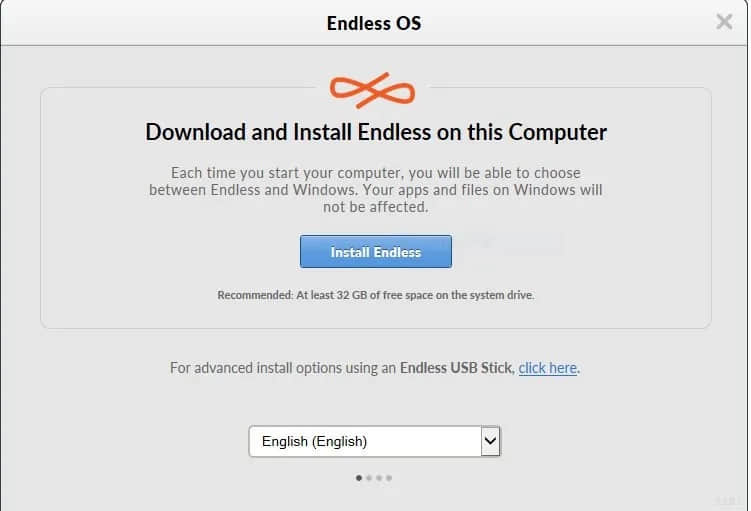 Endless OS
Download and Install Endless on this Computer
Each time you start your computer, you will be able to choose
between Endless and Windows. Your apps and files on Windows will
not be affected.
Install Endless
Recommended: At least 32 GB of free space on the system drive.
For advanced install options using an Endless USB Stick, click here.
English (English)